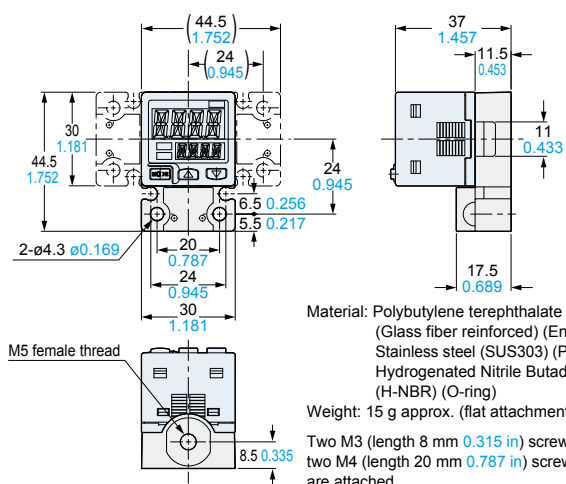 (44.5)
1.752
(24)
0.945
37
1.457
11.5
0.453
30
1.181
44.5
1.752
24
0.945
11
0.433
6.5 0.256
5.5 0.217
2-ø4.3 ø0.169
20
0.787
24
0.945
30
1.181
17.5
0.689
M5 female thread
8.5 0.335
Material: Polybutylene terephthalate
(Glass fiber reinforced)
Stainless steel (SUS303)
Hydrogenated Nitrile
(H-NBR) (O-ring)
Weight: 15 g approx. (flat
Two M3 (length 8 mm 0.315 in)
two M4 (length 20 mm 0.787 in)
are attached